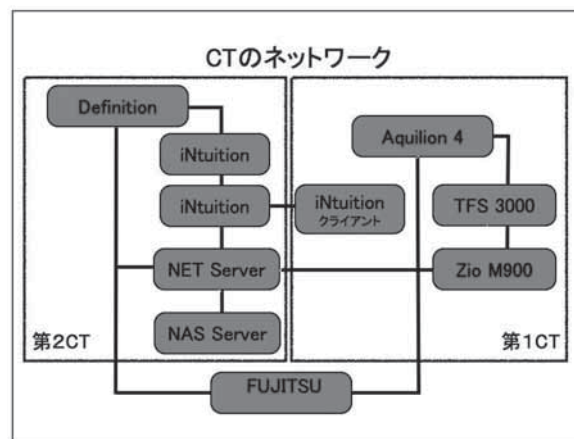 CTのネットワーク
Definition
iNtuition
iNtuition
NET Server
NAS Server
第2CT
Aquilion 4
iNtuition
クライアント
TFS 3000
Zio M900
第1CT
FUJITSU